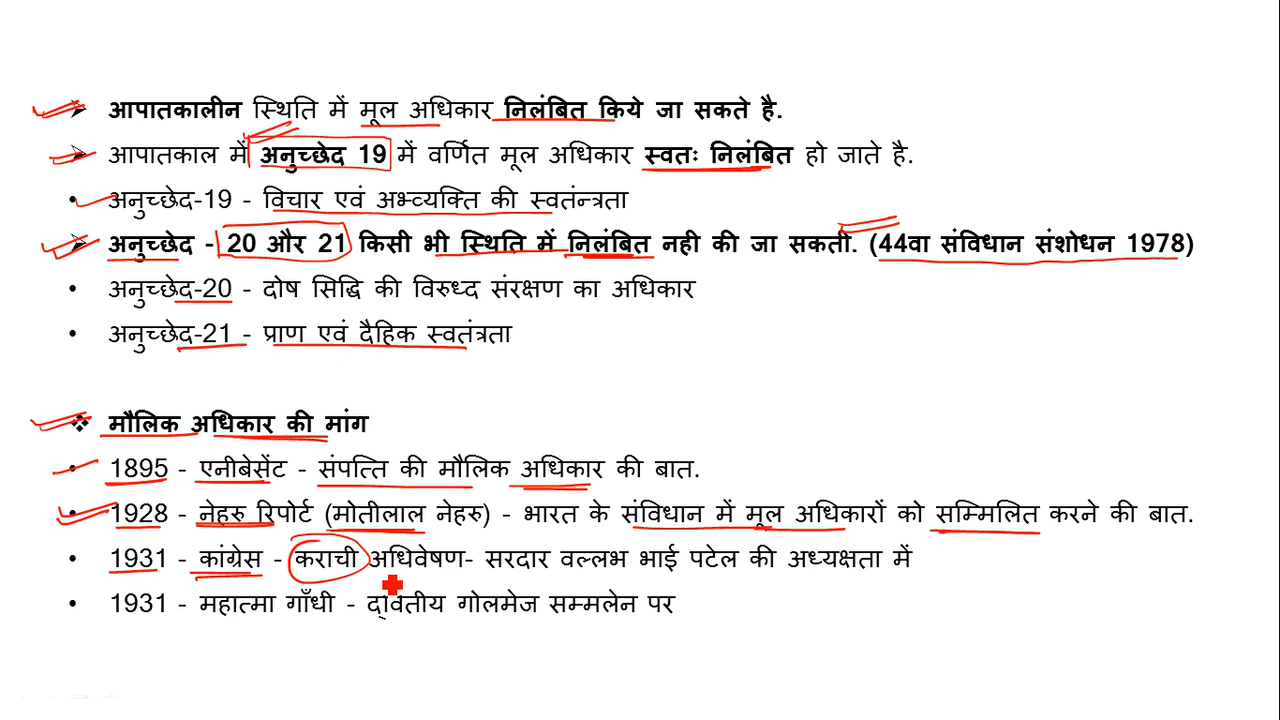 ➢ आपातकालीन स्थिति में मूल अधिकार निलंबित किये जा सकते है.
➢ आपातकाल में अनुच्छेद 19 में वर्णित मूल अधिकार स्वतः निलंबित हो जाते है.
• अनुच्छेद-19 - विचार एवं अभ्व्यक्ति की स्वतंन्त्रता
➢ अनुच्छेद - 20 और 21 किसी भी स्थिति में निलंबित नही की जा सकती. (44वा संविधान संशोधन 1978)
• अनुच्छेद-20 - दोष सिद्धि की विरुध्द संरक्षण का अधिकार
• अनुच्छेद-21 - प्राण एवं दैहिक स्वतंत्रता
❖ मौलिक अधिकार की मांग
• 1895 - एनीबेसेंट - संपत्ति की मौलिक अधिकार की बात.
• 1928 - नेहरु रिपोर्ट (मोतीलाल नेहरु) - भारत के संविधान में मूल अधिकारों को सम्मिलित करने की बात.
• 1931 - कांग्रेस - कराची अधिवेषण- सरदार वल्लभ भाई पटेल की अध्यक्षता में
• 1931 - महात्मा गाँधी - द्वितीय गोलमेज सम्मलेन पर